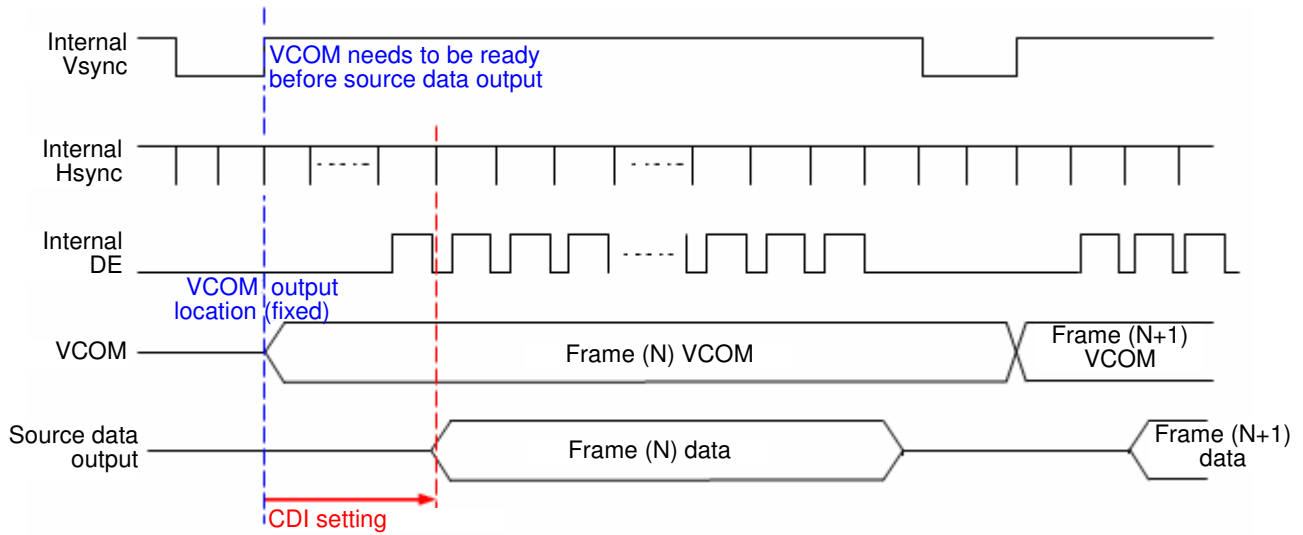 Internal
Vsync
VCOM needs to be ready
before source data output
Internal
Hsync
Internal
DE
VCOM output
location (fixed)
VCOM
Frame (N) VCOM
Frame (N+1)
VCOM
Source data
output
Frame (N) data
Frame (N+1)
data
CDI setting